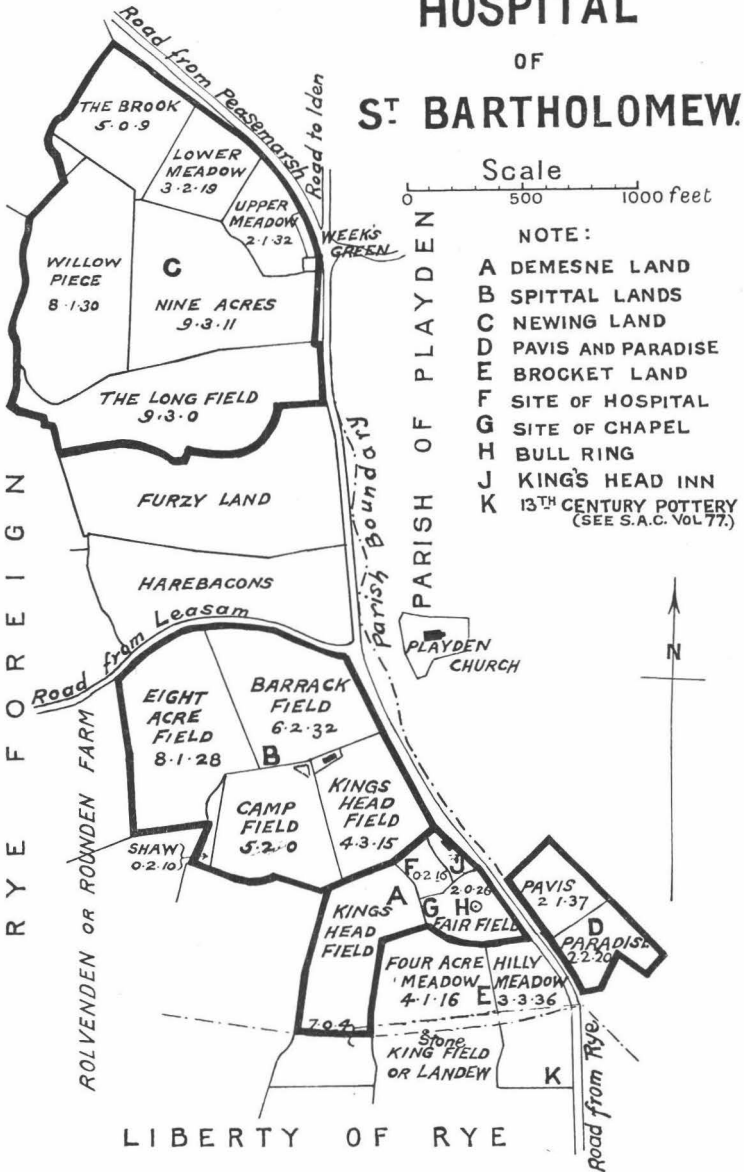 HOSPITAL
OF
ST. BARTHOLOMEW.
Scale
0 500 1000 feet
NOTE:
A DEMESNE LAND
B SPITTAL LANDS
C NEWING LAND
D PAVIS AND PARADISE
E BROCKET LAND
F SITE OF HOSPITAL
G SITE OF CHAPEL
H BULL RING
J KING'S HEAD INN
K 13TH CENTURY POTTERY
(SEE S.A.C. VOL 77.)
Road from Peasemarsh
Road to Iden
THE BROOK
5·0·9
LOWER
MEADOW
3·2·19
UPPER
MEADOW
2·1·32
WEEK'S
GREEN
WILLOW
PIECE
8·1·30
C
NINE ACRES
9·3·11
THE LONG FIELD
9·3·0
PARISH OF PLAYDEN
Parish Boundary
FURZY LAND
HAREBACONS
Road from Leasam
PLAYDEN
CHURCH
N
RYE FOREIGN
ROLVENDEN OR ROUNDEN FARM
EIGHT
ACRE
FIELD
8·1·28
BARRACK
FIELD
6·2·32
B
CAMP
FIELD
5·2·0
KINGS
HEAD
FIELD
4·3·15
SHAW
0·2·10
F
0·2·16
J
A
G
2·0·26
H
FAIR FIELD
KINGS
HEAD
FIELD
7·0·4
PAVIS
2 1·37
D
PARADISE
2·2·20
FOUR ACRE
MEADOW
4·1·16
HILLY
MEADOW
3·3·36
E
Stone
KING FIELD
OR LANDEW
K
Road from Rye
LIBERTY OF RYE